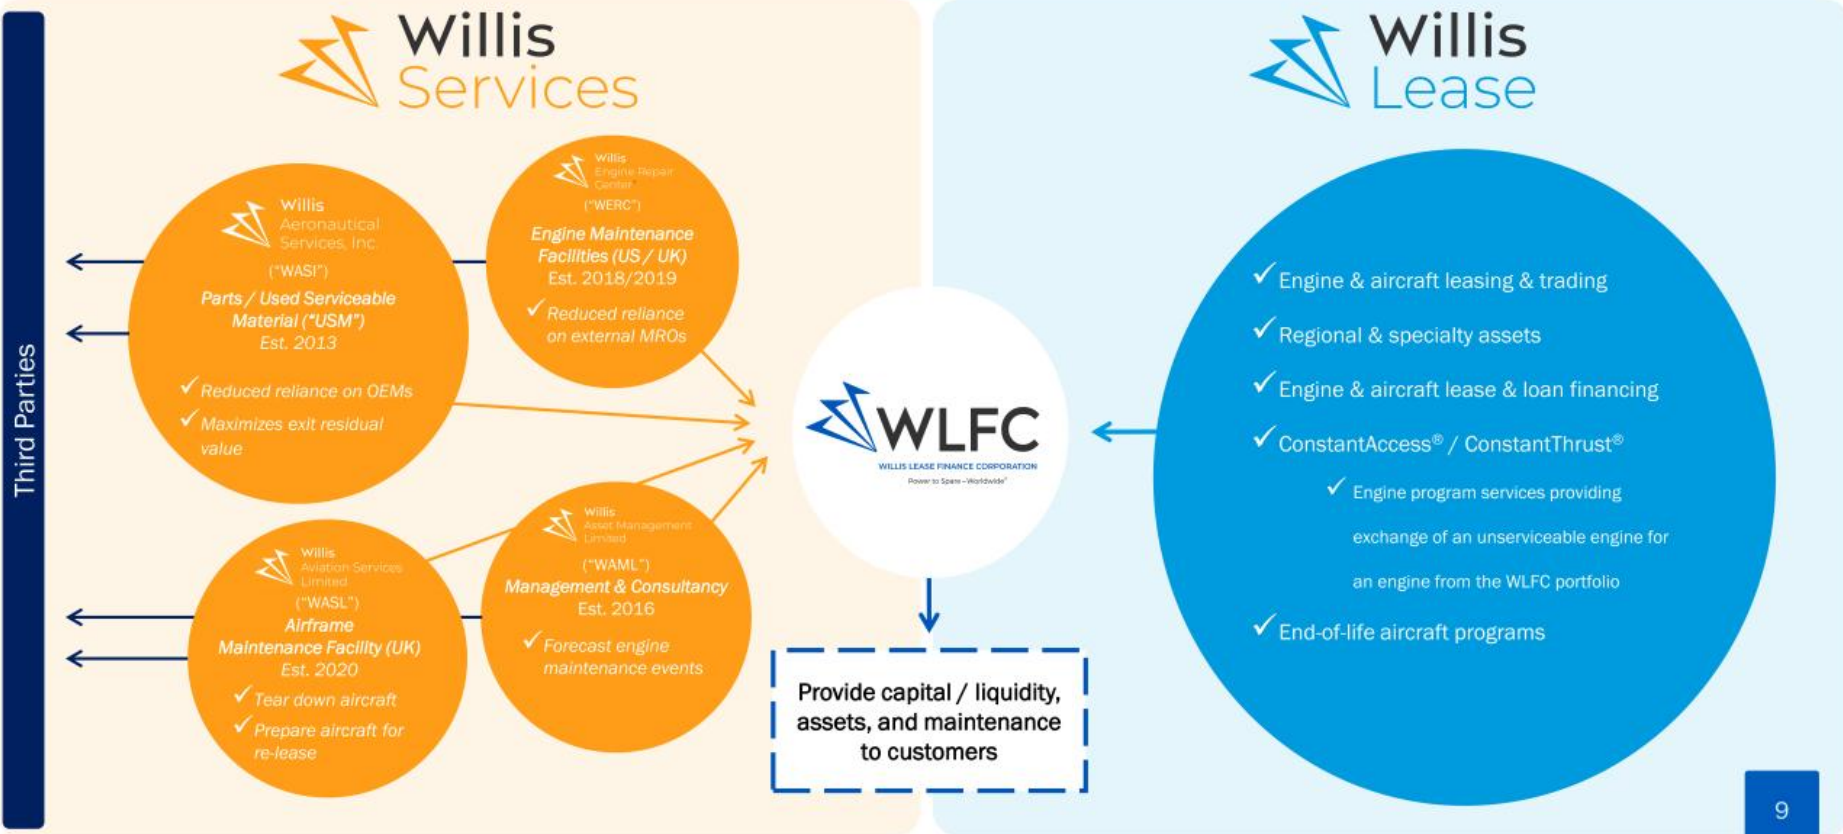 Third Parties
Willis
Services
Willis
Aeronautical
Services, Inc.
("WASI")
Parts / Used Serviceable
Material ("USM")
Est. 2013
✓ Reduced reliance on OEMs
✓ Maximizes exit residual
value
Willis
Engine Repair
Center®
("WERC")
Engine Maintenance
Facilities (US / UK)
Est. 2018/2019
✓ Reduced reliance
on external MROs
Willis
Aviation Services
Limited
("WASL")
Airframe
Maintenance Facility (UK)
Est. 2020
✓ Tear down aircraft
✓ Prepare aircraft for
re-lease
Willis
Asset Management
Limited
("WAML")
Management & Consultancy
Est. 2016
✓ Forecast engine
maintenance events
WLFC
WILLIS LEASE FINANCE CORPORATION
Power to Spare – Worldwide®
Provide capital / liquidity,
assets, and maintenance
to customers
Willis
Lease
✓ Engine & aircraft leasing & trading
✓ Regional & specialty assets
✓ Engine & aircraft lease & loan financing
✓ ConstantAccess® / ConstantThrust®
✓ Engine program services providing
exchange of an unserviceable engine for
an engine from the WLFC portfolio
✓ End-of-life aircraft programs
9